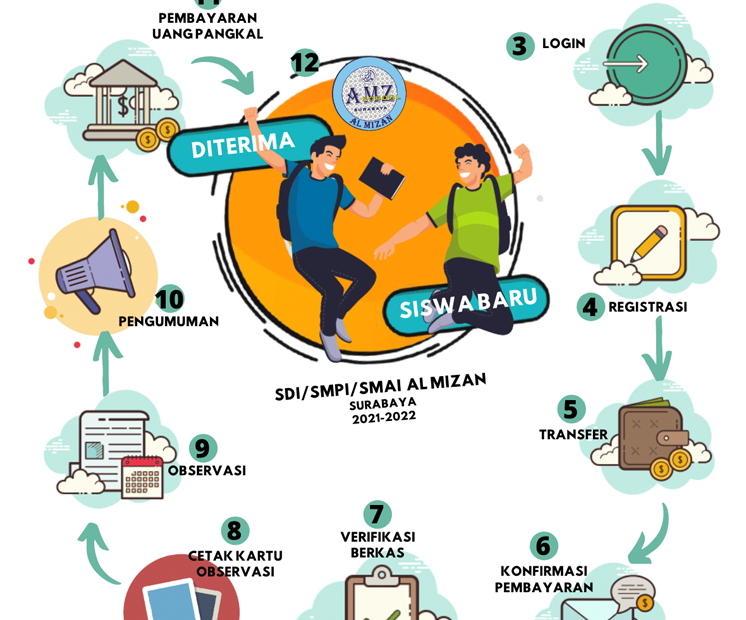 PEMBAYARAN
UANG PANGKAL
12
3 LOGIN
AMZ
SURABAYA
AL MIZAN
DITERIMA
10
PENGUMUMAN
SISWA BARU
4 REGISTRASI
SDI/SMPI/SMAI AL MIZAN
SURABAYA
2021-2022
5
TRANSFER
9
OBSERVASI
8
CETAK KARTU
OBSERVASI
7
VERIFIKASI
BERKAS
6
KONFIRMASI
PEMBAYARAN